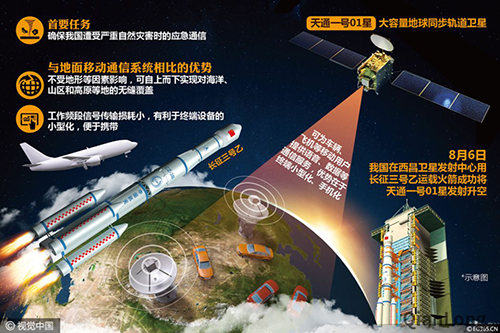 首要任务
确保我国遭受严重自然灾害时的应急通信
与地面移动通信系统相比的优势
不受地形等因素影响，可自上而下实现对海洋、
山区和高原等地的无缝覆盖
工作频段信号传输损耗小，有利于终端设备的
小型化，便于携带
天通一号01星
大容量地球同步轨道卫星
长征三号乙
可为车辆、
飞机等移动用户
提供语音、数据等
通信服务，优势在于
终端小型化、手机化
8月6日
我国在西昌卫星发射中心用
长征三号乙运载火箭成功将
天通一号01星发射升空
*示意图
© 视觉中国